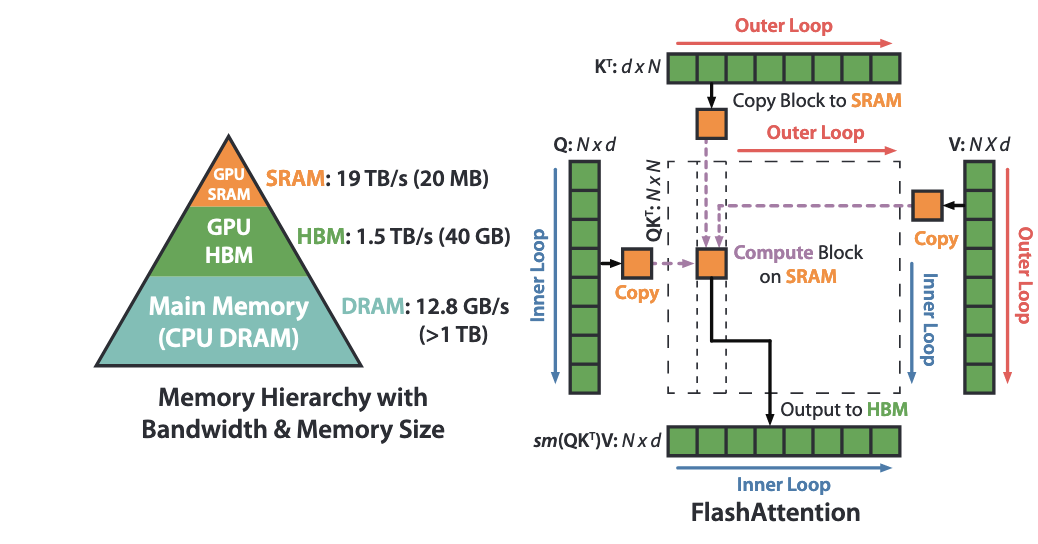 GPU
SRAM
SRAM: 19 TB/s (20 MB)
GPU
HBM
HBM: 1.5 TB/s (40 GB)
Main Memory
(CPU DRAM)
DRAM: 12.8 GB/s
(>1 TB)
Memory Hierarchy with
Bandwidth & Memory Size
Outer Loop
Kᵀ: d x N
Copy Block to SRAM
Outer Loop
Q: N x d
V: N X d
QKᵀ: N x N
Copy
Compute Block
on SRAM
Copy
Inner Loop
Inner Loop
Outer Loop
Output to HBM
sm(QKᵀ)V: N x d
Inner Loop
FlashAttention